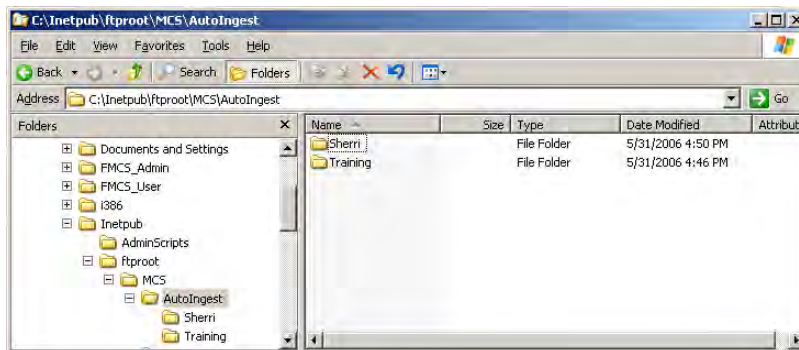 C:\Inetpub\ftproot\MCS\AutoIngest
File Edit View Favorites Tools Help
Back Search Folders
Address C:\Inetpub\ftproot\MCS\AutoIngest Go
Folders
Name Size Type Date Modified Attribut
Documents and Settings
FMCS_Admin
FMCS_User
i386
Inetpub
AdminScripts
ftproot
MCS
AutoIngest
Sherri
Training
Sherri File Folder 5/31/2006 4:50 PM
Training File Folder 5/31/2006 4:46 PM